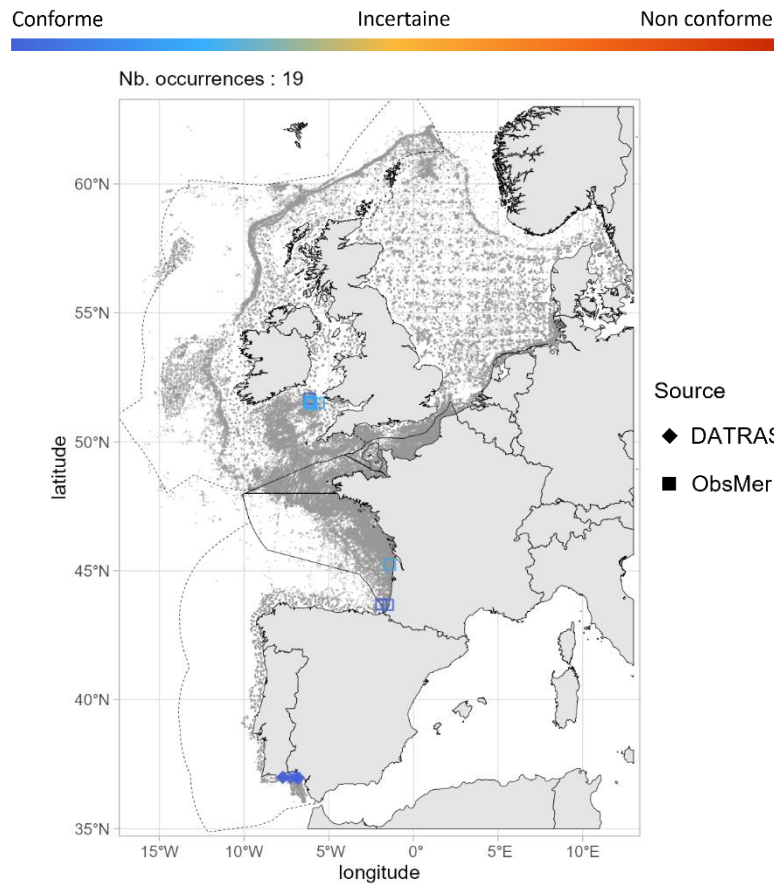 Conforme Incertaine Non conforme
Nb. occurrences : 19
60°N
55°N
50°N
45°N
40°N
35°N
latitude
15°W 10°W 5°W 0° 5°E 10°E
longitude
Source
DATRAS
ObsMer